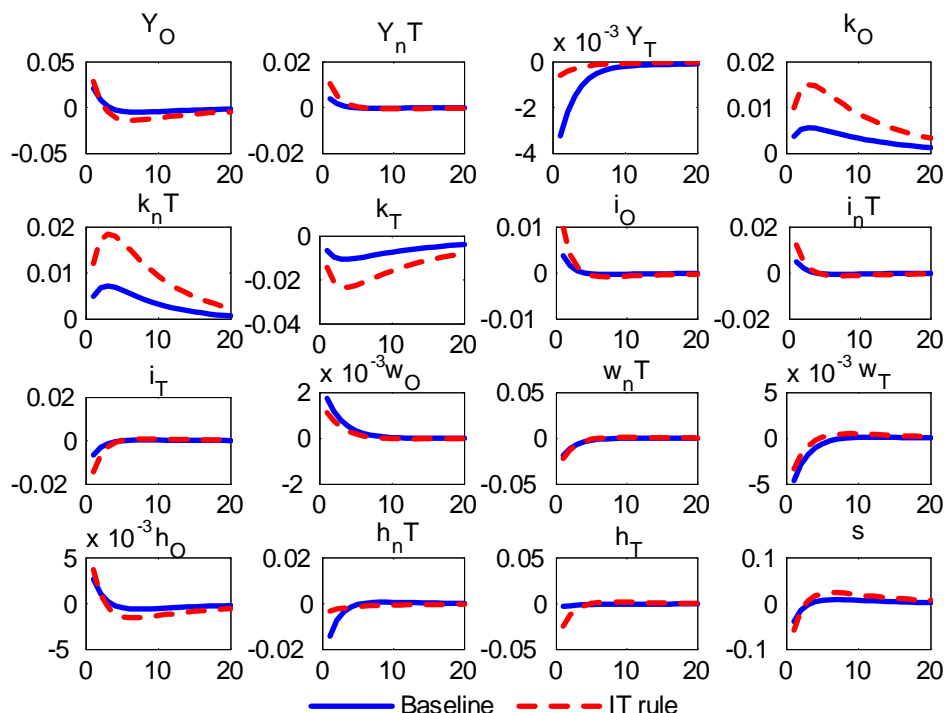 Y_O Y_nT x 10^-3 Y_T k_O
0.05 0.02 0 0.02
0 0 -2 0.01
-0.05 -0.02 -4 0
0 10 20 0 10 20 0 10 20 0 10 20
k_nT k_T i_O i_nT
0.02 0 0.01 0.02
0.01 -0.02 0 0
0 -0.04 -0.01 -0.02
0 10 20 0 10 20 0 10 20 0 10 20
i_T x 10^-3 w_O w_nT x 10^-3 w_T
0.02 2 0.05 5
0 0 0 0
-0.02 -2 -0.05 -5
0 10 20 0 10 20 0 10 20 0 10 20
x 10^-3 h_O h_nT h_T s
5 0.02 0.05 0.1
0 0 0 0
-5 -0.02 -0.05 -0.1
0 10 20 0 10 20 0 10 20 0 10 20
Baseline IT rule